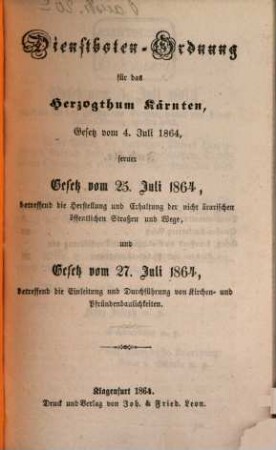 Dienstboten-Ordnung
für das
Herzogthum Kärnten,
Gesetz vom 4. Juli 1864,
ferner
Gesetz vom 25. Juli 1864,
betreffend die Herstellung und Erhaltung der nicht ärarischen
öffentlichen Straßen und Wege,
und
Gesetz vom 27. Juli 1864,
betreffend die Einleitung und Durchführung von Kirchen- und
Pfründenbaulichkeiten.
Klagenfurt 1864.
Druck und Verlag von Joh. & Fried. Leon.